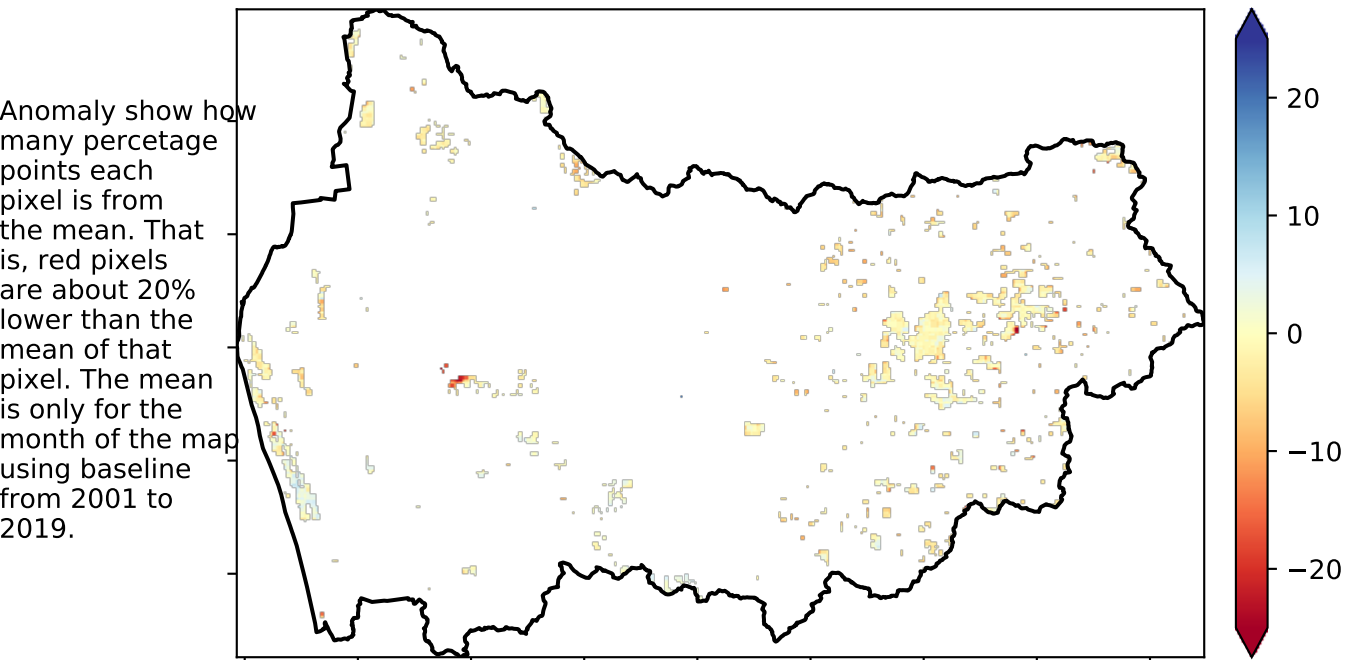 Anomaly show how
many percetage
points each
pixel is from
the mean. That
is, red pixels
are about 20%
lower than the
mean of that
pixel. The mean
is only for the
month of the map
using baseline
from 2001 to
2019.
20
10
0
−10
−20